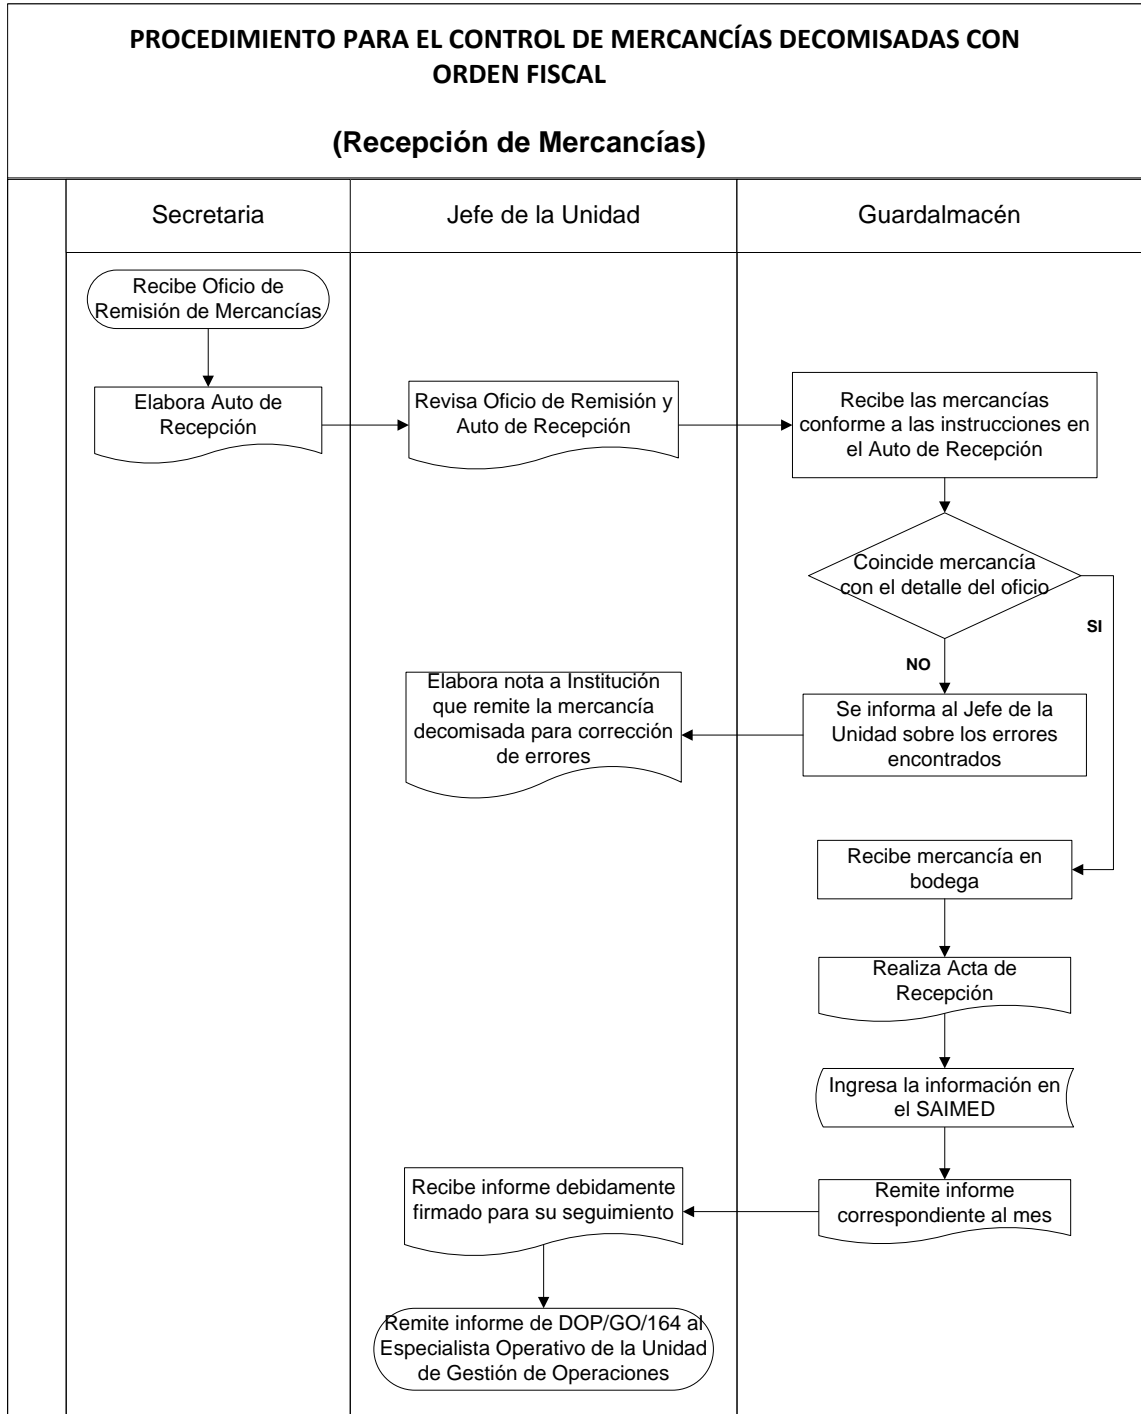 PROCEDIMIENTO PARA EL CONTROL DE MERCANCÍAS DECOMISADAS CON
ORDEN FISCAL
(Recepción de Mercancías)
Secretaria
Jefe de la Unidad
Guardalmacén
Recibe Oficio de
Remisión de Mercancías
Elabora Auto de
Recepción
Revisa Oficio de Remisión y
Auto de Recepción
Recibe las mercancías
conforme a las instrucciones en
el Auto de Recepción
Coincide mercancía
con el detalle del oficio
SI
NO
Se informa al Jefe de la
Unidad sobre los errores
encontrados
Elabora nota a Institución
que remite la mercancía
decomisada para corrección
de errores
Recibe mercancía en
bodega
Realiza Acta de
Recepción
Ingresa la información en
el SAIMED
Remite informe
correspondiente al mes
Recibe informe debidamente
firmado para su seguimiento
Remite informe de DOP/GO/164 al
Especialista Operativo de la Unidad
de Gestión de Operaciones